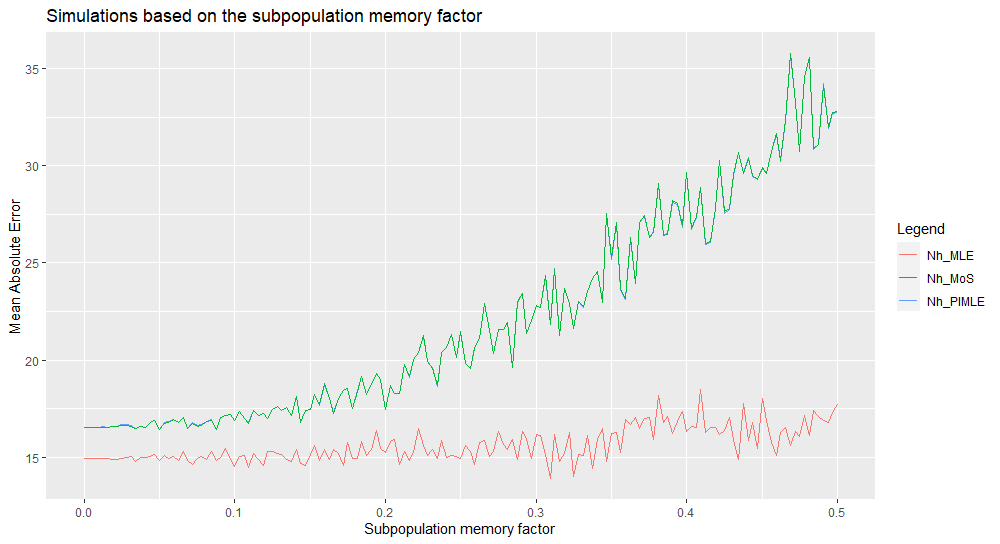 Simulations based on the subpopulation memory factor
Mean Absolute Error
35
30
25
20
15
0.0 0.1 0.2 0.3 0.4 0.5
Subpopulation memory factor
Legend
Nh_MLE
Nh_MoS
Nh_PIMLE